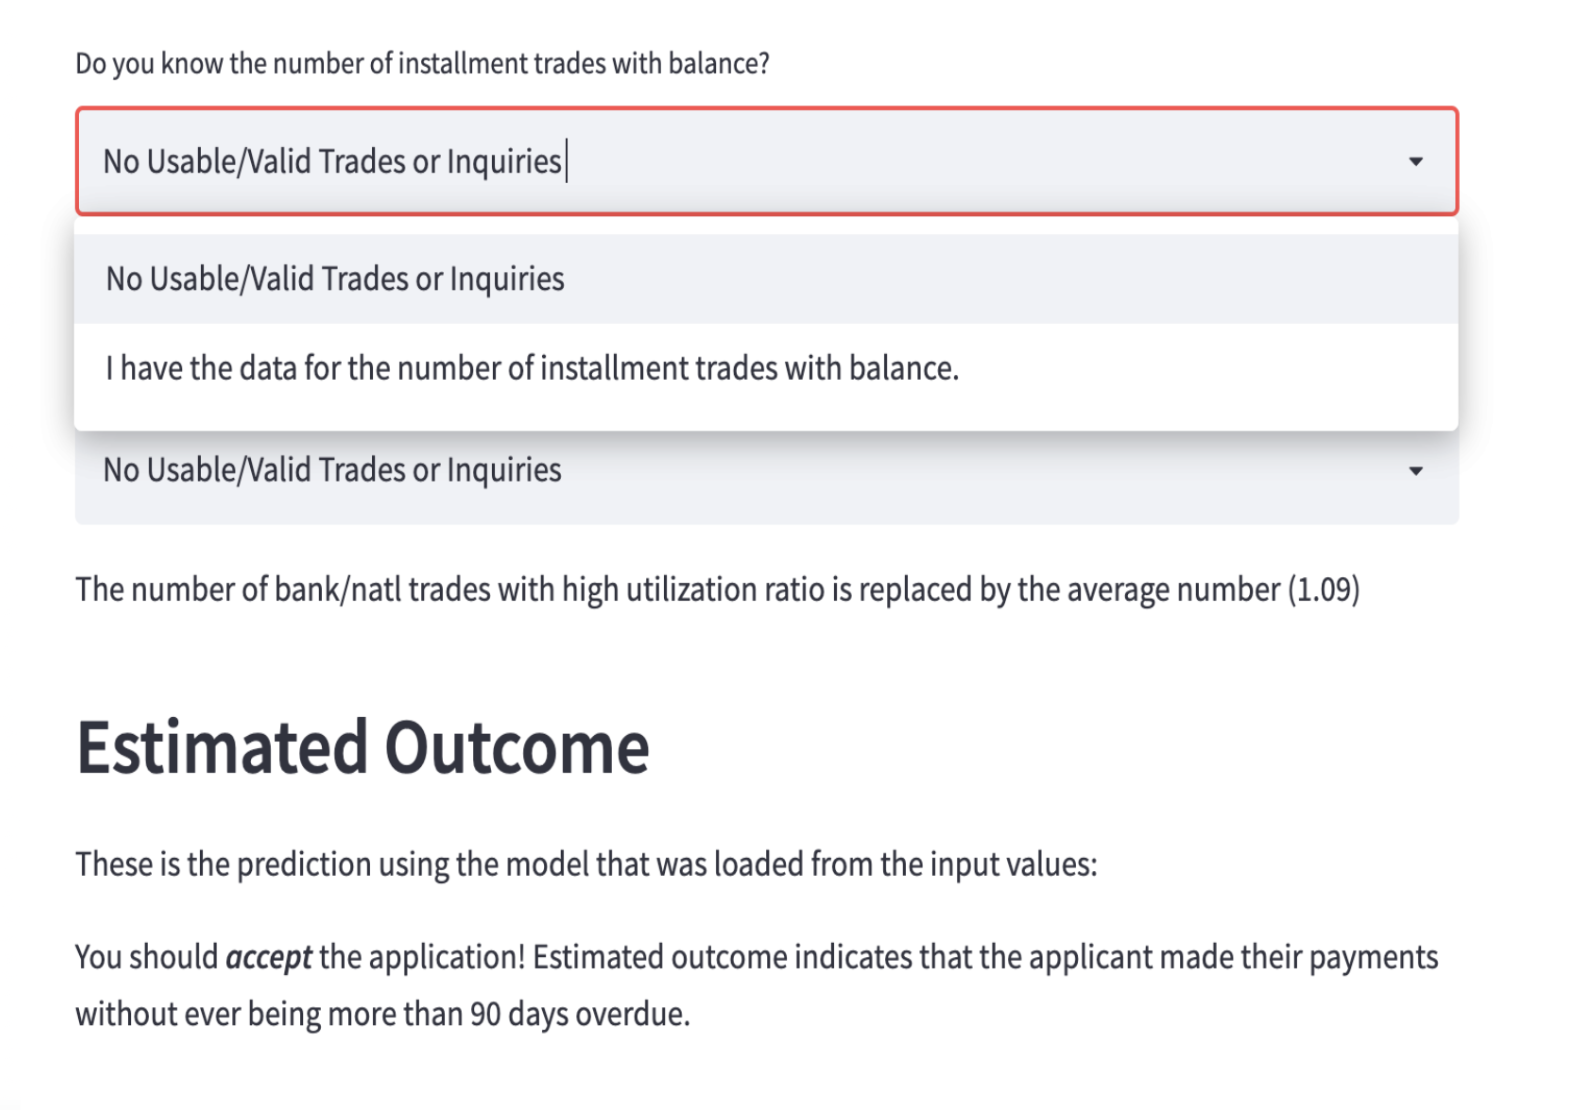 Do you know the number of installment trades with balance?
No Usable/Valid Trades or Inquiries
No Usable/Valid Trades or Inquiries
I have the data for the number of installment trades with balance.
No Usable/Valid Trades or Inquiries
The number of bank/natl trades with high utilization ratio is replaced by the average number (1.09)
Estimated Outcome
These is the prediction using the model that was loaded from the input values:
You should accept the application! Estimated outcome indicates that the applicant made their payments
without ever being more than 90 days overdue.